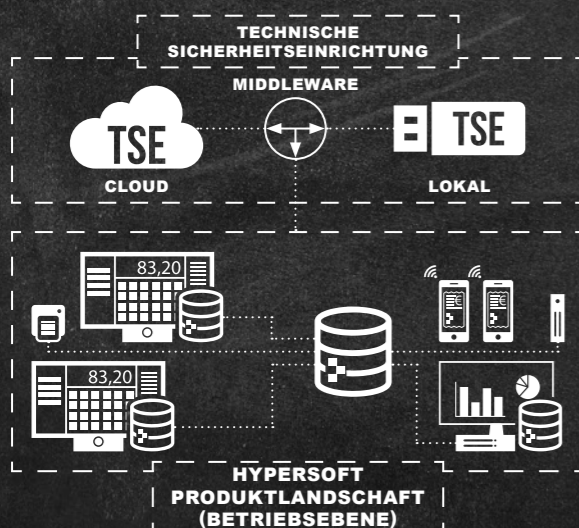 TECHNISCHE
SICHERHEITSEINRICHTUNG
MIDDLEWARE
TSE
TSE
CLOUD
LOKAL
83,20
83,20
HYPERSOFT
PRODUKTLANDSCHAFT
(BETRIEBSEBENE)